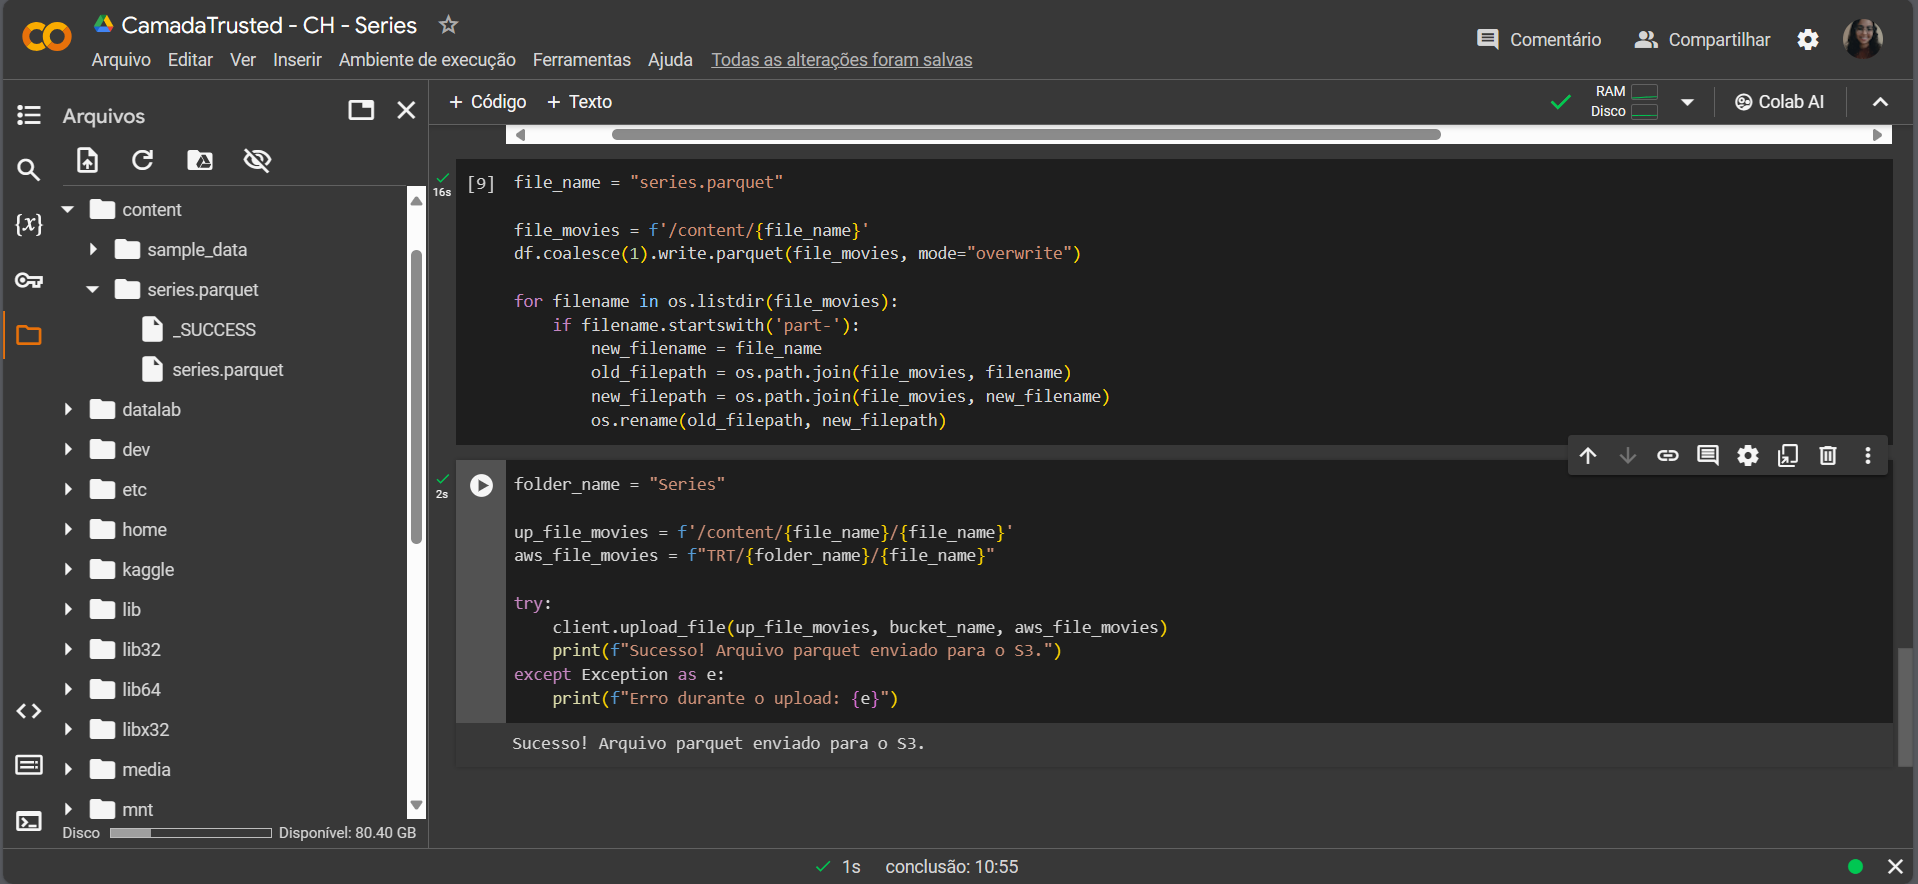 CamadaTrusted - CH - Series
Arquivo Editar Ver Inserir Ambiente de execução Ferramentas Ajuda Todas as alterações foram salvas
Comentário
Compartilhar
Arquivos
+ Código + Texto
RAM
Disco
Colab AI
content
sample_data
series.parquet
_SUCCESS
series.parquet
datalab
dev
etc
home
kaggle
lib
lib32
lib64
libx32
media
mnt
Disco Disponível: 80.40 GB
{x}
16s
[9] file_name = "series.parquet"
file_movies = f'/content/{file_name}'
df.coalesce(1).write.parquet(file_movies, mode="overwrite")
for filename in os.listdir(file_movies):
    if filename.startswith('part-'):
        new_filename = file_name
        old_filepath = os.path.join(file_movies, filename)
        new_filepath = os.path.join(file_movies, new_filename)
        os.rename(old_filepath, new_filepath)
2s
folder_name = "Series"
up_file_movies = f'/content/{file_name}/{file_name}'
aws_file_movies = f"TRT/{folder_name}/{file_name}"
try:
    client.upload_file(up_file_movies, bucket_name, aws_file_movies)
    print(f"Sucesso! Arquivo parquet enviado para o S3.")
except Exception as e:
    print(f"Erro durante o upload: {e}")
Sucesso! Arquivo parquet enviado para o S3.
1s conclusão: 10:55